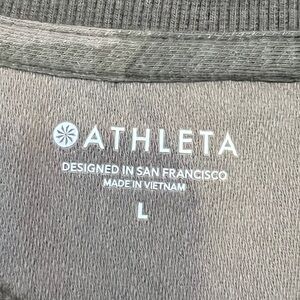 ATHLETA
DESIGNED IN SAN FRANCISCO
MADE IN VIETNAM
L